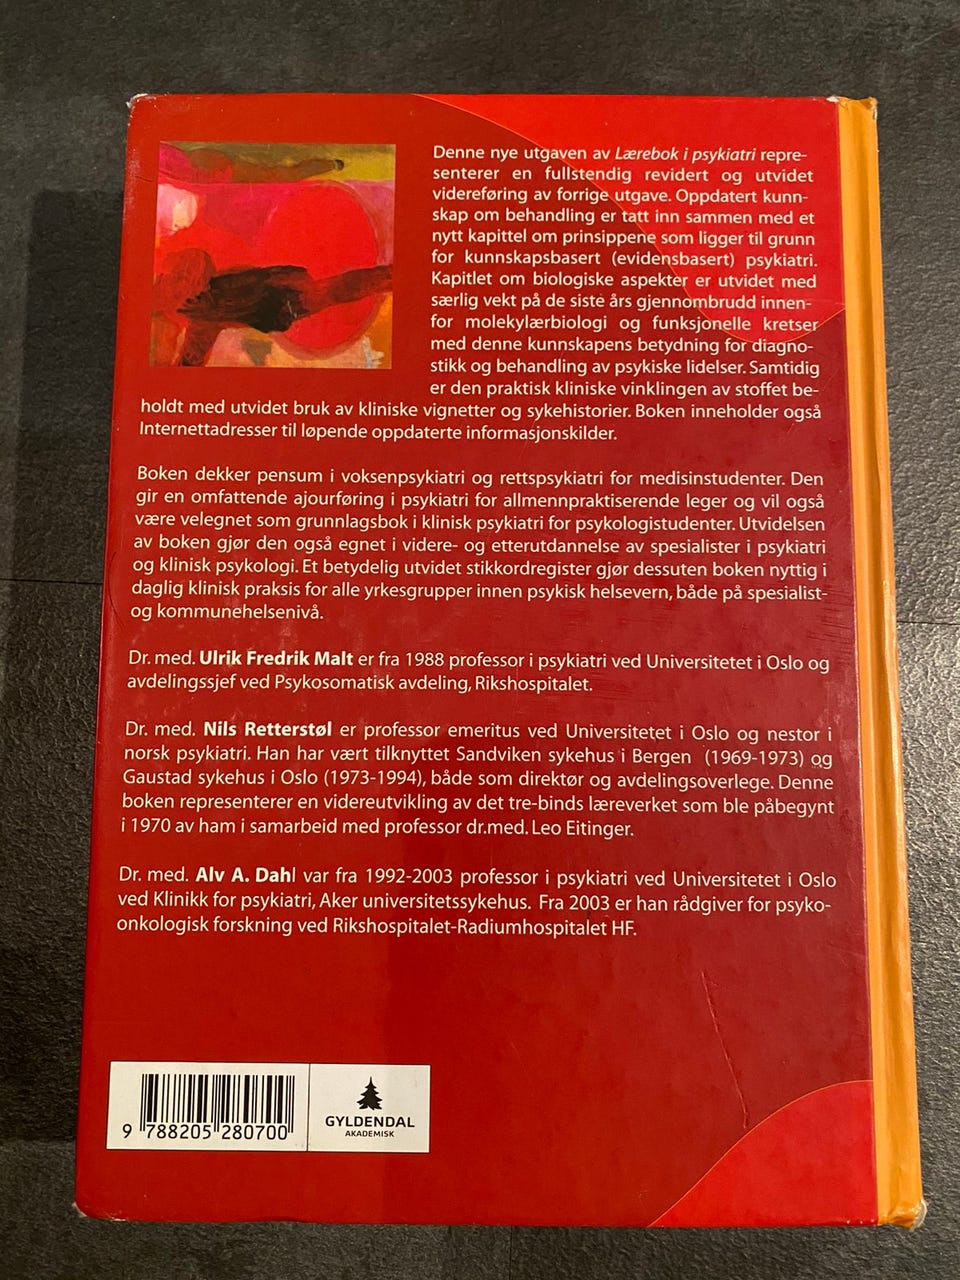 Denne nye utgaven av Lærebok i psykiatri repre-
senterer en fullstendig revidert og utvidet
videreføring av forrige utgave. Oppdatert kunn-
skap om behandling er tatt inn sammen med et
nytt kapittel om prinsippene som ligger til grunn
for kunnskapsbasert (evidensbasert) psykiatri.
Kapitlet om biologiske aspekter er utvidet med
særlig vekt på de siste års gjennombrudd innen-
for molekylærbiologi og funksjonelle kretser
med denne kunnskapens betydning for diagno-
stikk og behandling av psykiske lidelser. Samtidig
er den praktisk kliniske vinklingen av stoffet be-
holdt med utvidet bruk av kliniske vignetter og sykehistorier. Boken inneholder også
Internettadresser til løpende oppdaterte informasjonskilder.
Boken dekker pensum i voksenpsykiatri og rettspsykiatri for medisinstudenter. Den
gir en omfattende ajourføring i psykiatri for allmennpraktiserende leger og vil også
være velegnet som grunnlagsbok i klinisk psykiatri for psykologistudenter. Utvidelsen
av boken gjør den også egnet i videre- og etterutdannelse av spesialister i psykiatri
og klinisk psykologi. Et betydelig utvidet stikkordregister gjør dessuten boken nyttig i
daglig klinisk praksis for alle yrkesgrupper innen psykisk helsevern, både på spesialist-
og kommunehelsenivå.
Dr. med. Ulrik Fredrik Malt er fra 1988 professor i psykiatri ved Universitetet i Oslo og
avdelingssjef ved Psykosomatisk avdeling, Rikshospitalet.
Dr. med. Nils Retterstøl er professor emeritus ved Universitetet i Oslo og nestor i
norsk psykiatri. Han har vært tilknyttet Sandviken sykehus i Bergen (1969-1973) og
Gaustad sykehus i Oslo (1973-1994), både som direktør og avdelingsoverlege. Denne
boken representerer en videreutvikling av det tre-binds læreverket som ble påbegynt
i 1970 av ham i samarbeid med professor dr.med. Leo Eitinger.
Dr. med. Alv A. Dahl var fra 1992-2003 professor i psykiatri ved Universitetet i Oslo
ved Klinikk for psykiatri, Aker universitetssykehus. Fra 2003 er han rådgiver for psyko-
onkologisk forskning ved Rikshospitalet-Radiumhospitalet HF.
9 788205 280700
GYLDENDAL
AKADEMISK